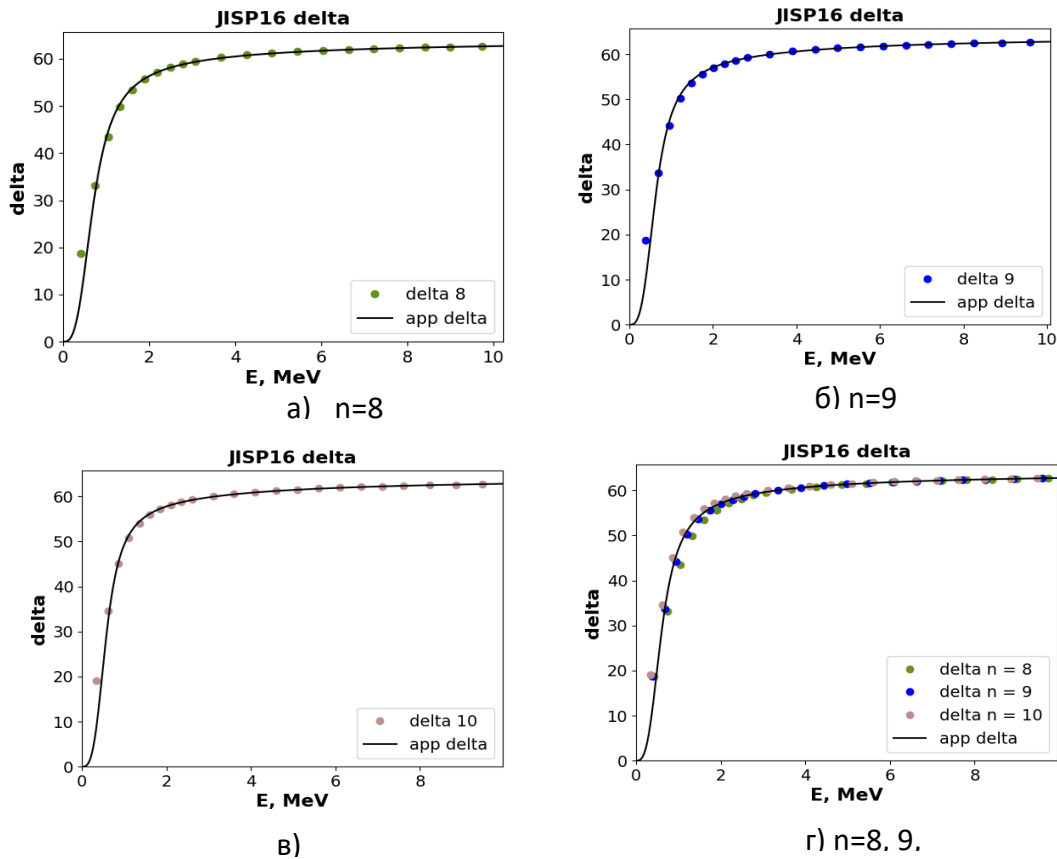 JISP16 delta
60
50
40
30
20
10
0
delta
0 2 4 6 8 10
E, MeV
delta 8
app delta
а) n=8
JISP16 delta
60
50
40
30
20
10
0
delta
0 2 4 6 8 10
E, MeV
delta 9
app delta
б) n=9
JISP16 delta
60
50
40
30
20
10
0
delta
0 2 4 6 8
E, MeV
delta 10
app delta
в)
JISP16 delta
60
50
40
30
20
10
0
delta
0 2 4 6 8
E, MeV
delta n = 8
delta n = 9
delta n = 10
app delta
г) n=8, 9,